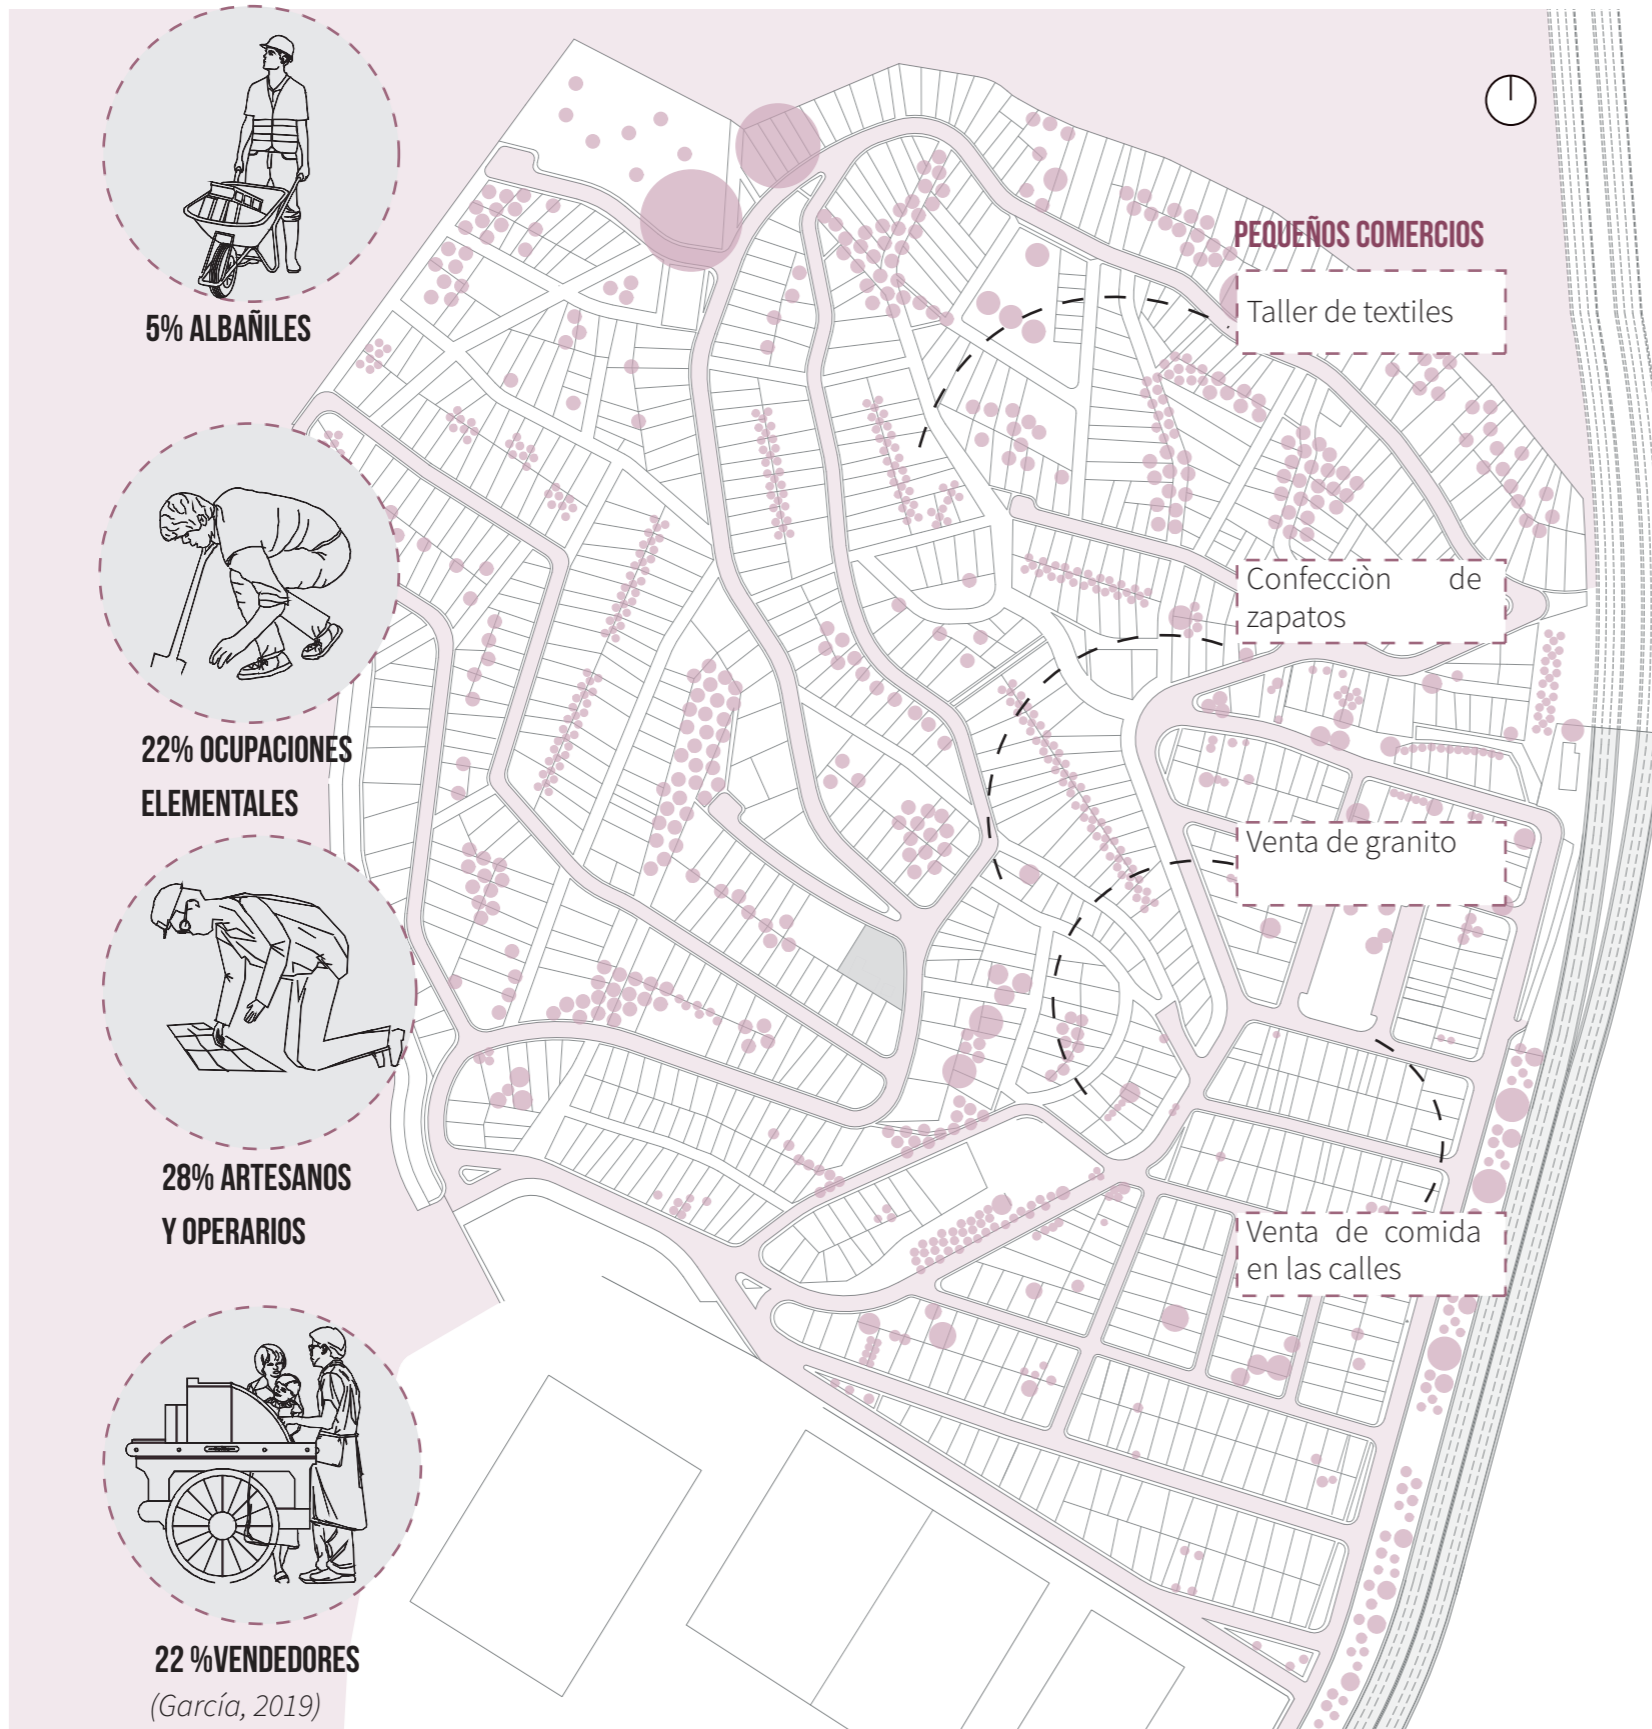 5% ALBAÑILES
22% OCUPACIONES
ELEMENTALES
28% ARTESANOS
Y OPERARIOS
22 %VENDEDORES
(García, 2019)
PEQUEÑOS COMERCIOS
Taller de textiles
Confecciòn de
zapatos
Venta de granito
Venta de comida
en las calles